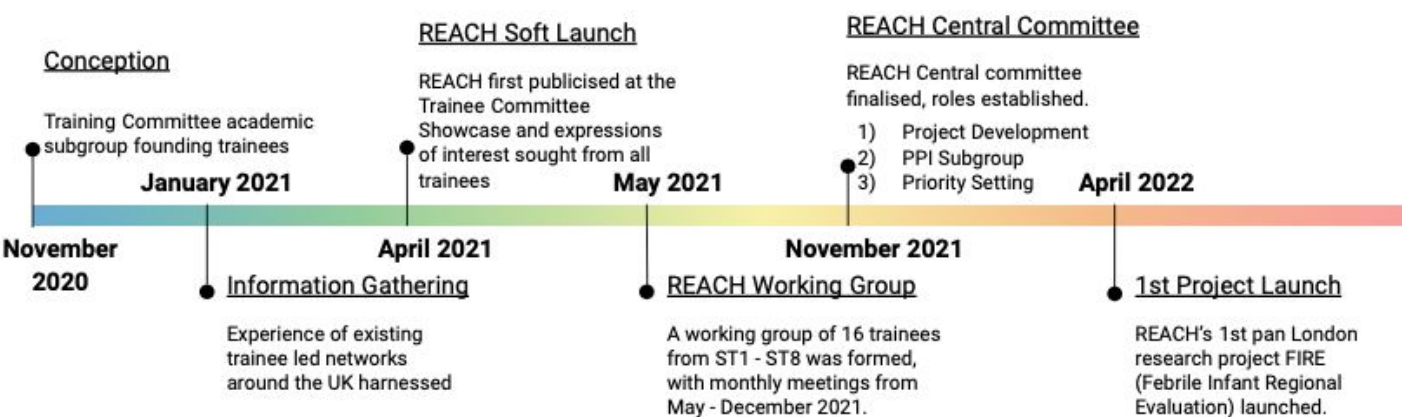 Conception
Training Committee academic
subgroup founding trainees
November
2020
January 2021
Information Gathering
Experience of existing
trainee led networks
around the UK harnessed
REACH Soft Launch
REACH first publicised at the
Trainee Committee
Showcase and expressions
of interest sought from all
trainees
April 2021
May 2021
REACH Working Group
A working group of 16 trainees
from ST1 - ST8 was formed,
with monthly meetings from
May - December 2021.
REACH Central Committee
REACH Central committee
finalised, roles established.
1) Project Development
2) PPI Subgroup
3) Priority Setting
November 2021
April 2022
1st Project Launch
REACH's 1st pan London
research project FIRE
(Febrile Infant Regional
Evaluation) launched.